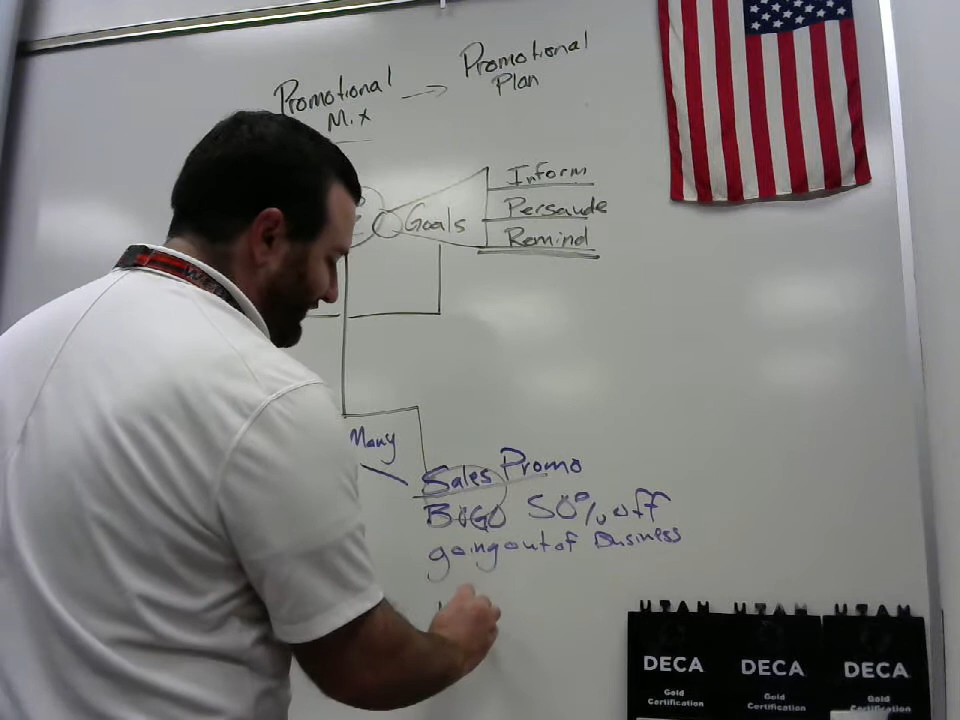 Promotional
Mix
Promotional
Plan
Goals
Inform
Persaude
Remind
Many
Sales Promo
BOGO 50% off
going out of Business
UTAH UTAH UTAH
DECA DECA DECA
Gold Gold Gold
Certification Certification Certification